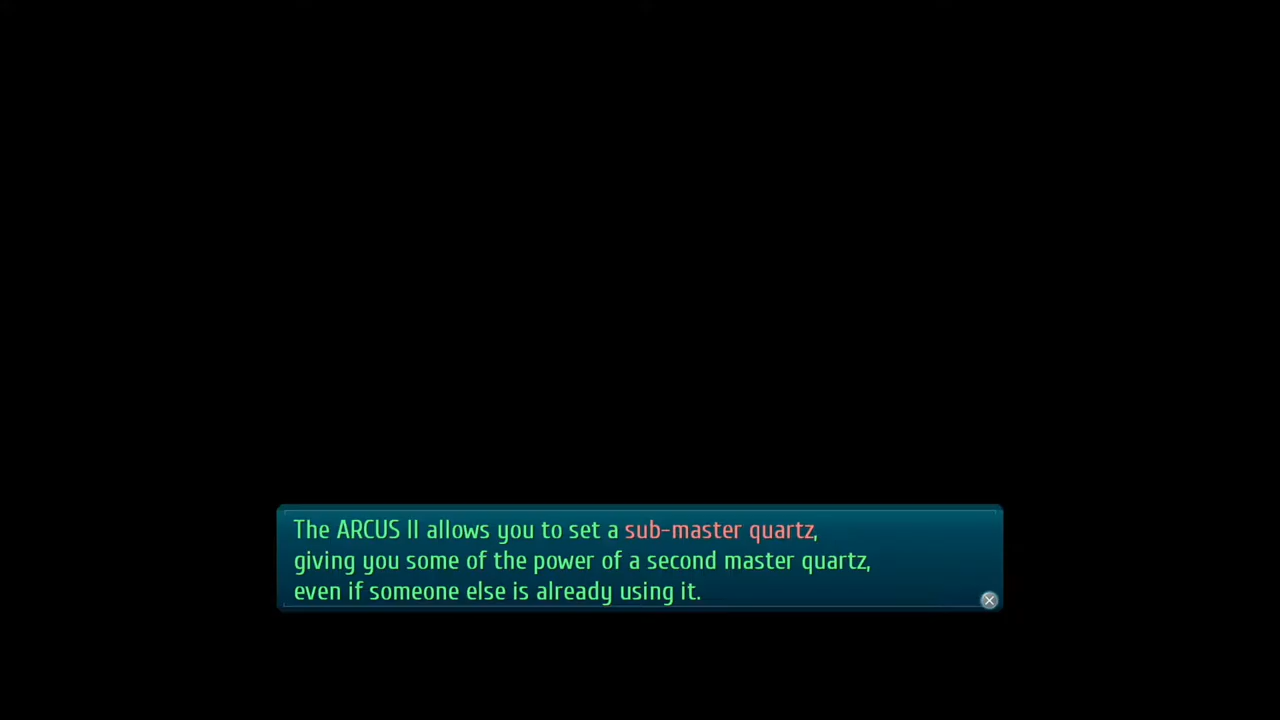 The ARCUS II allows you to set a sub-master quartz,
giving you some of the power of a second master quartz,
even if someone else is already using it.